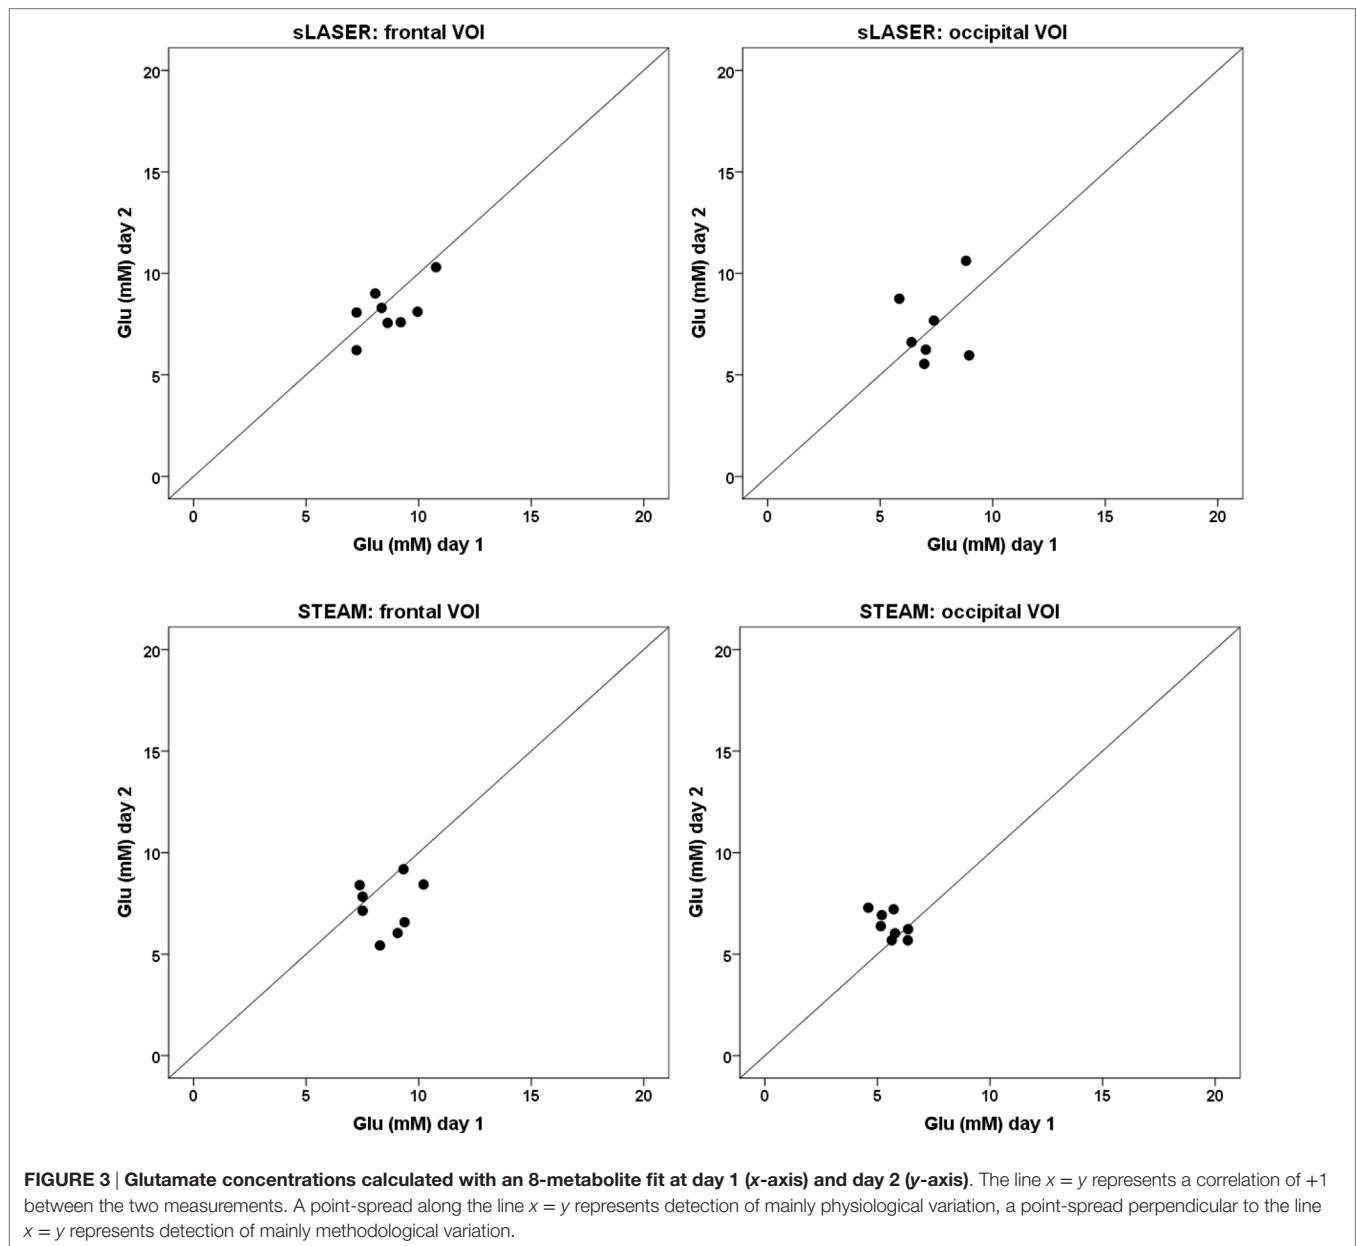 sLASER: frontal VOI
20
15
10
5
0
Glu (mM) day 2
0 5 10 15 20
Glu (mM) day 1
sLASER: occipital VOI
20
15
10
5
0
Glu (mM) day 2
0 5 10 15 20
Glu (mM) day 1
STEAM: frontal VOI
20
15
10
5
0
Glu (mM) day 2
0 5 10 15 20
Glu (mM) day 1
STEAM: occipital VOI
20
15
10
5
0
Glu (mM) day 2
0 5 10 15 20
Glu (mM) day 1
FIGURE 3 | Glutamate concentrations calculated with an 8-metabolite fit at day 1 (x-axis) and day 2 (y-axis). The line x = y represents a correlation of +1
between the two measurements. A point-spread along the line x = y represents detection of mainly physiological variation, a point-spread perpendicular to the line
x = y represents detection of mainly methodological variation.